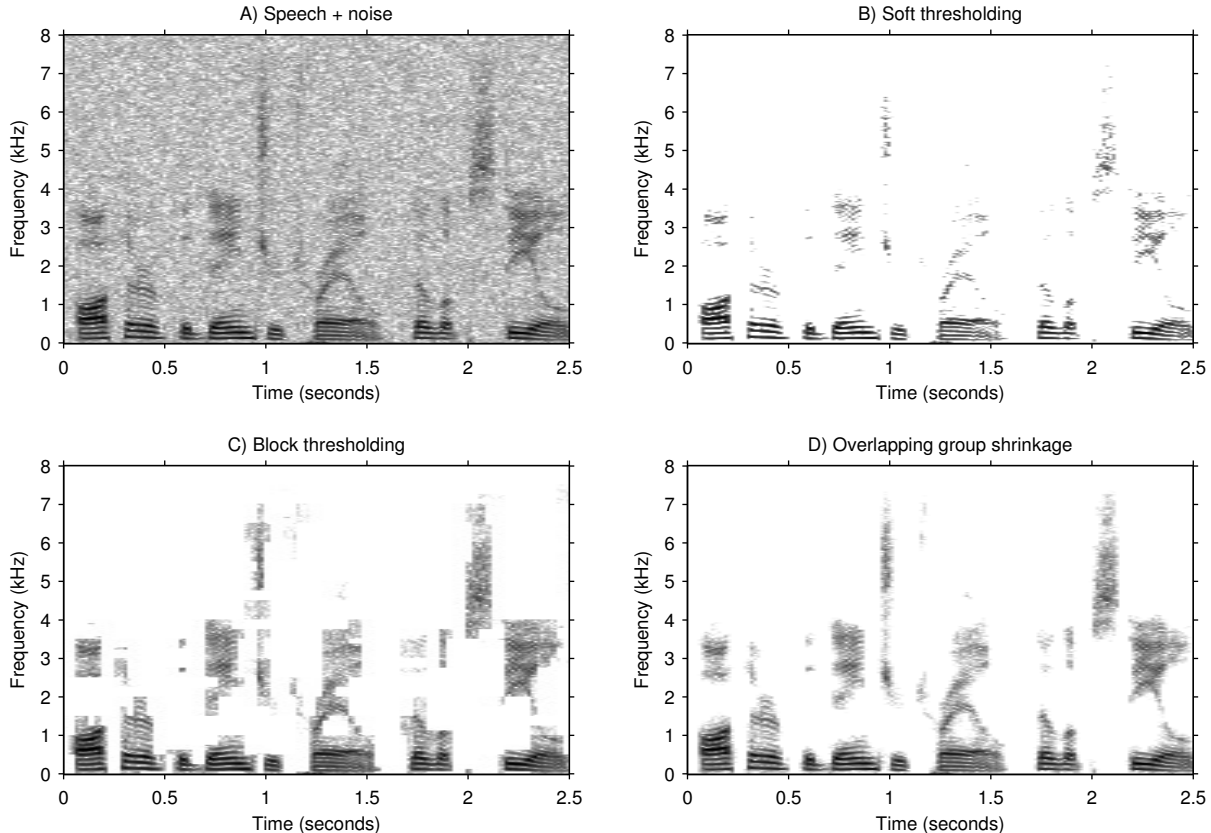 A) Speech + noise
8
7
6
5
4
3
2
1
0
Frequency (kHz)
0 0.5 1 1.5 2 2.5
Time (seconds)
B) Soft thresholding
8
7
6
5
4
3
2
1
0
Frequency (kHz)
0 0.5 1 1.5 2 2.5
Time (seconds)
C) Block thresholding
8
7
6
5
4
3
2
1
0
Frequency (kHz)
0 0.5 1 1.5 2 2.5
Time (seconds)
D) Overlapping group shrinkage
8
7
6
5
4
3
2
1
0
Frequency (kHz)
0 0.5 1 1.5 2 2.5
Time (seconds)